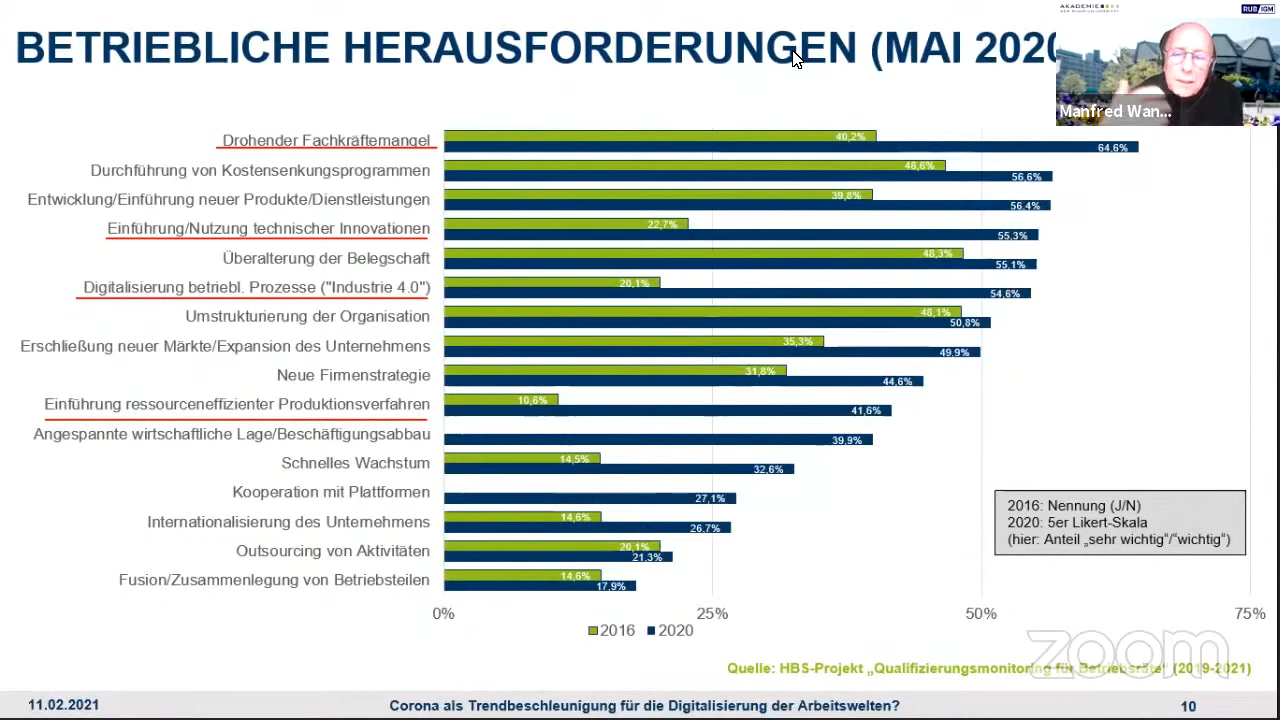 AKADEMIE
RUB/IGM
BETRIEBLICHE HERAUSFORDERUNGEN (MAI 2020
Manfred Wan...
Drohender Fachkräftemangel 40,2% 64,6%
Durchführung von Kostensenkungsprogrammen 46,6% 56,6%
Entwicklung/Einführung neuer Produkte/Dienstleistungen 39,8% 56,4%
Einführung/Nutzung technischer Innovationen 22,7% 55,3%
Überalterung der Belegschaft 48,3% 55,1%
Digitalisierung betriebl. Prozesse ("Industrie 4.0") 20,1% 54,6%
Umstrukturierung der Organisation 48,1% 50,8%
Erschließung neuer Märkte/Expansion des Unternehmens 35,3% 49,9%
Neue Firmenstrategie 31,8% 44,6%
Einführung ressourceneffizienter Produktionsverfahren 10,6% 41,6%
Angespannte wirtschaftliche Lage/Beschäftigungsabbau 39,9%
Schnelles Wachstum 14,5% 32,6%
Kooperation mit Plattformen 27,1%
Internationalisierung des Unternehmens 14,6% 26,7%
Outsourcing von Aktivitäten 20,1% 21,3%
Fusion/Zusammenlegung von Betriebsteilen 14,6% 17,9%
2016: Nennung (J/N)
2020: 5er Likert-Skala
(hier: Anteil „sehr wichtig“/“wichtig“)
0% 25% 50% 75%
2016 2020
zoom
Quelle: HBS-Projekt „Qualifizierungsmonitoring für Betriebsräte“ (2019-2021)
11.02.2021 Corona als Trendbeschleunigung für die Digitalisierung der Arbeitswelten? 10